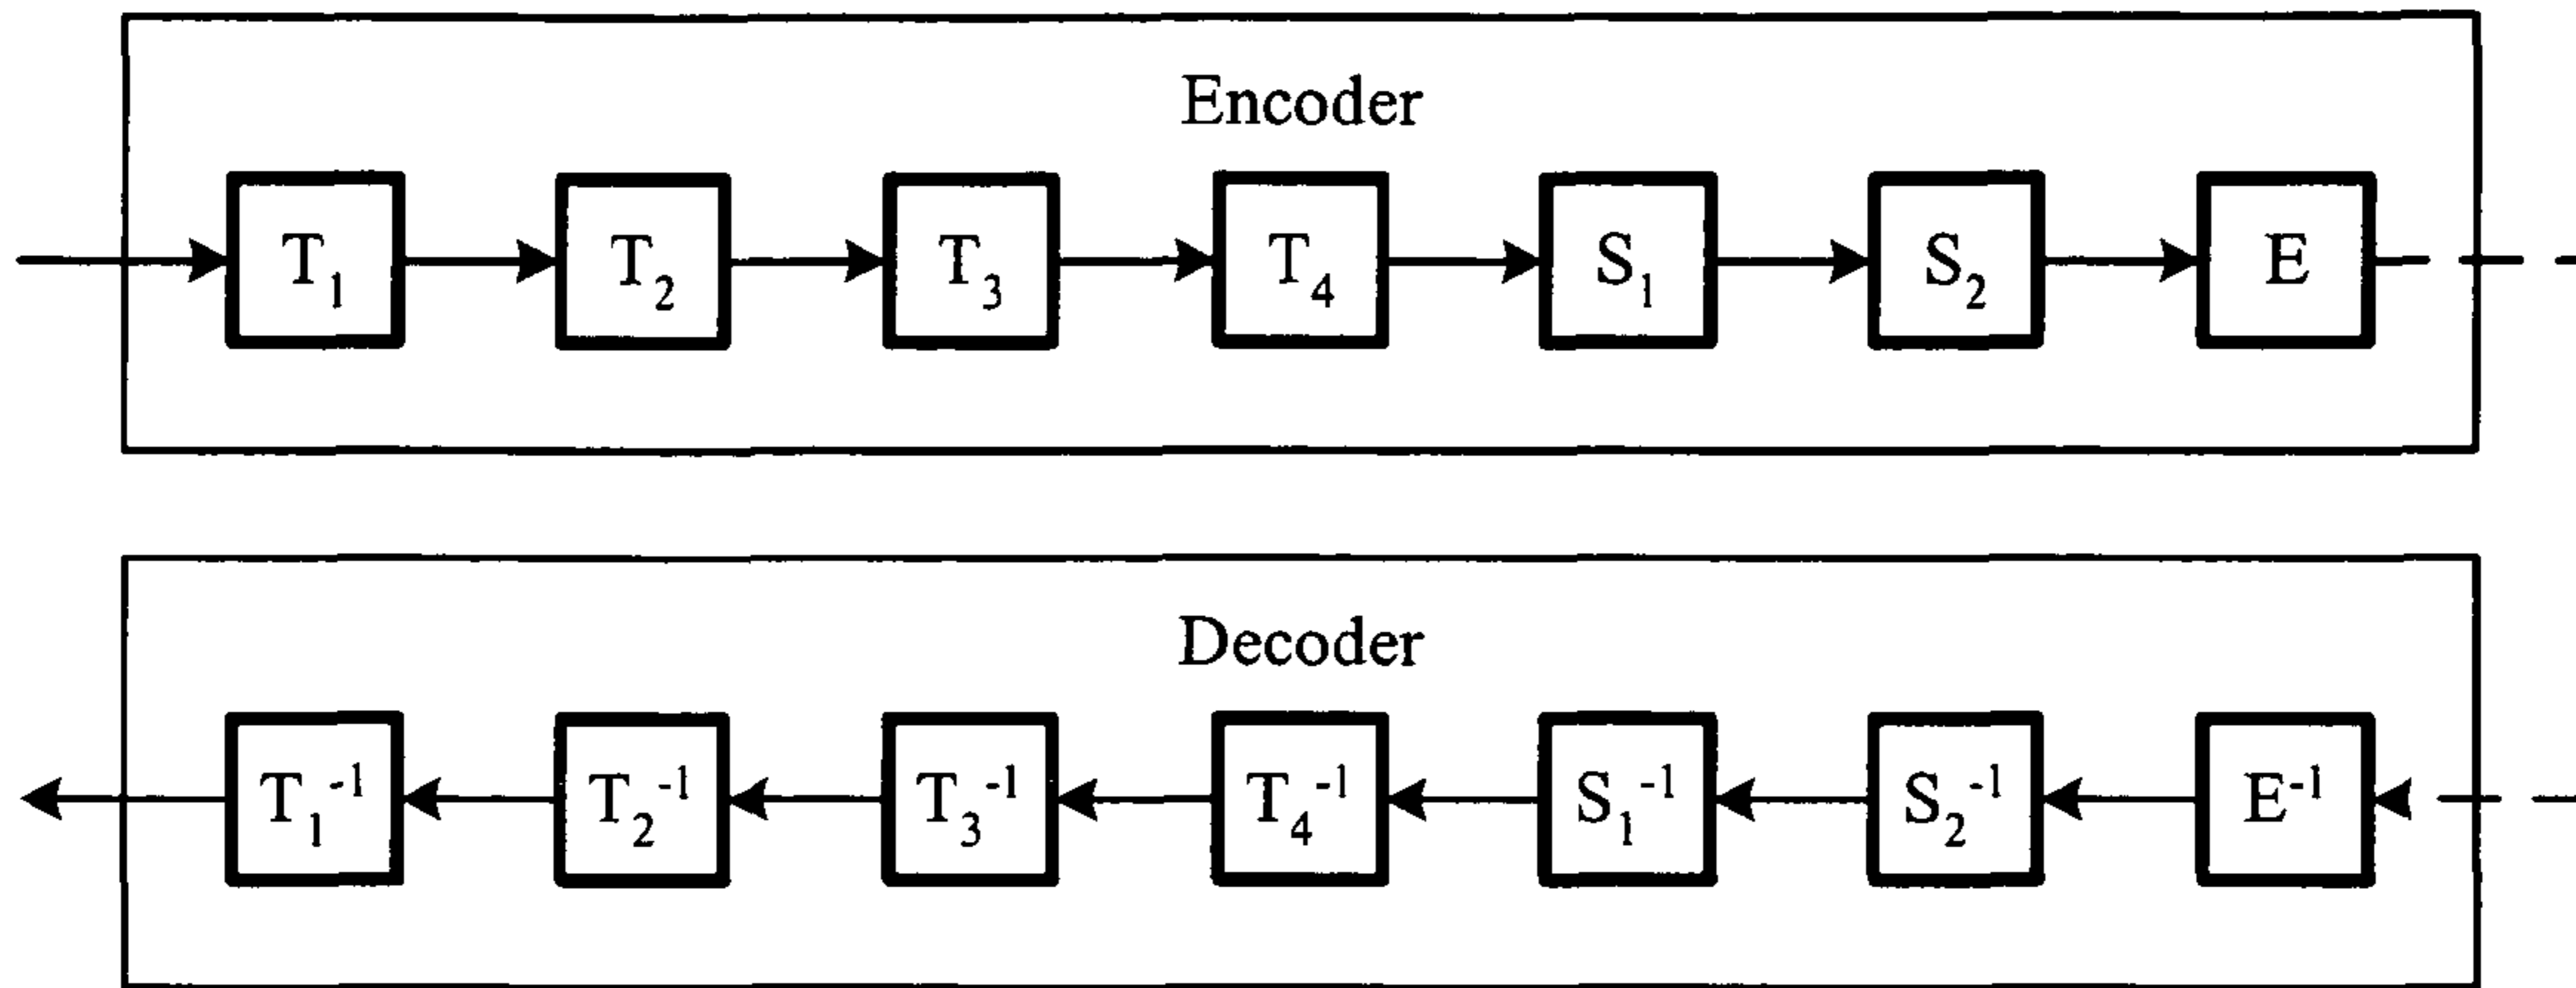 Encoder
T₁ T₂ T₃ T₄ S₁ S₂ E
Decoder
T₁⁻¹ T₂⁻¹ T₃⁻¹ T₄⁻¹ S₁⁻¹ S₂⁻¹ E⁻¹